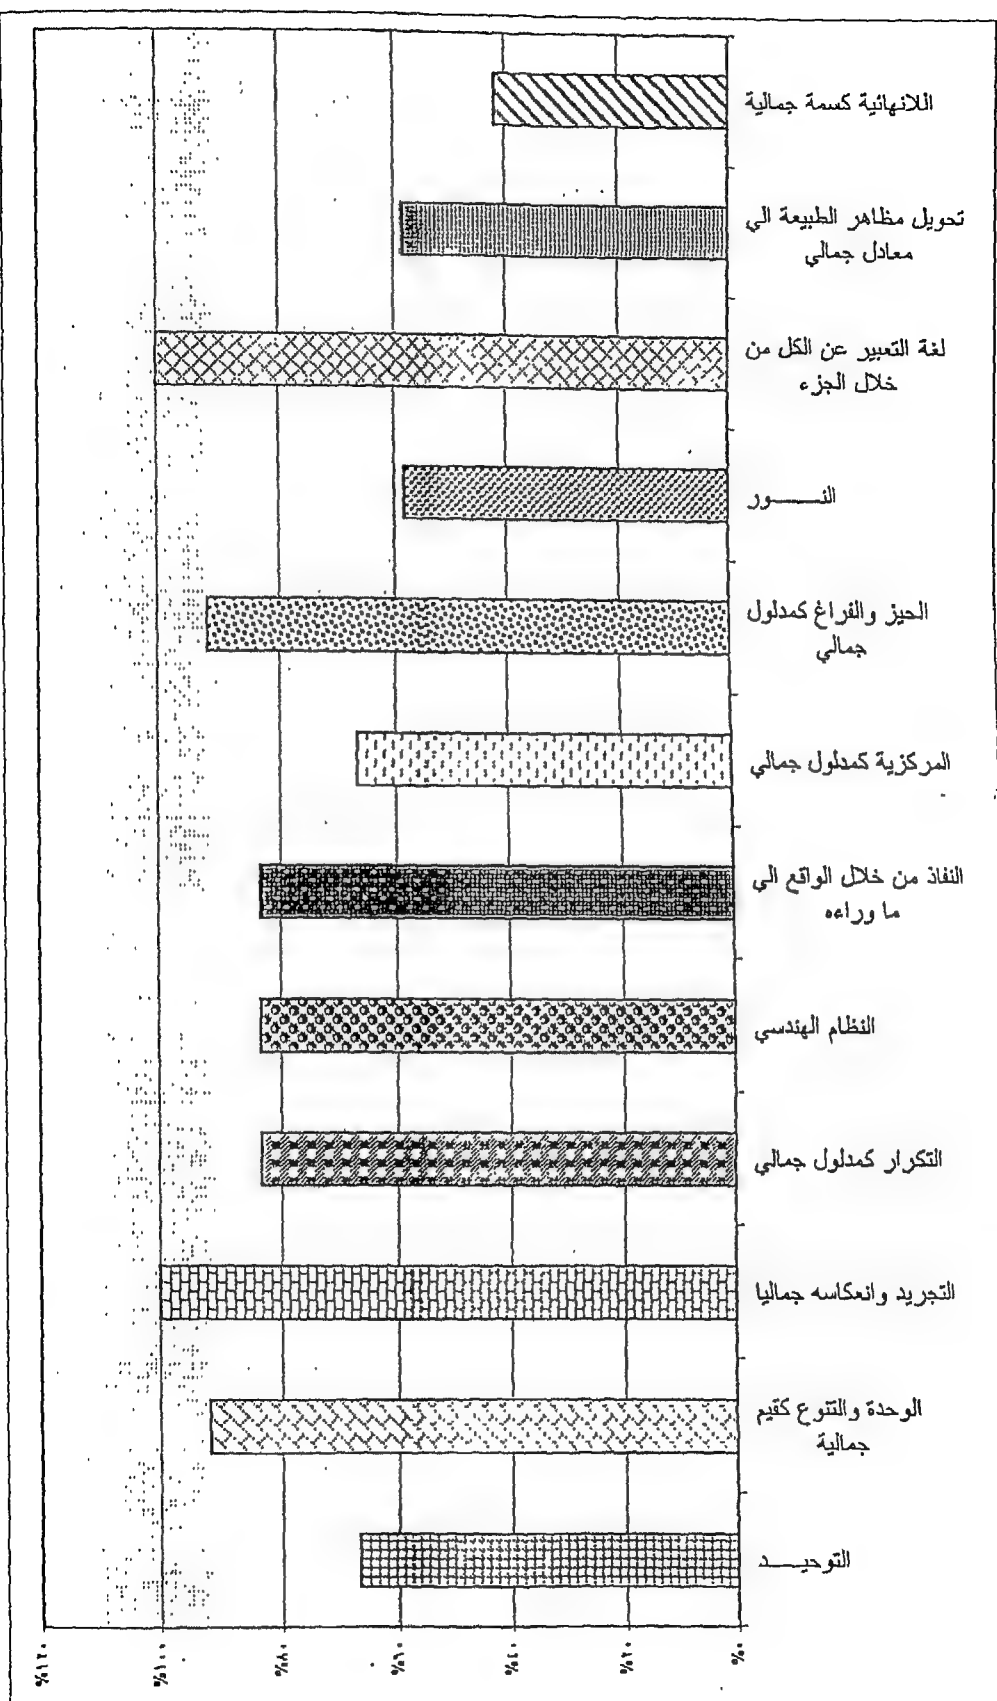 اللانهائية كسمة جمالية
تحويل مظاهر الطبيعة الي
معادل جمالي
لغة التعبير عن الكل من
خلال الجزء
النـــــور
الحيز والفراغ كمدلول
جمالي
المركزية كمدلول جمالي
النفاذ من خلال الواقع الي
ما وراءه
النظام الهندسي
التكرار كمدلول جمالي
التجريد وانعكاسه جماليا
الوحدة والتنوع كقيم
جمالية
التوحيـــد
%٠
%٢٠
%٤٠
%٦٠
%٨٠
%١٠٠
%١٢٠